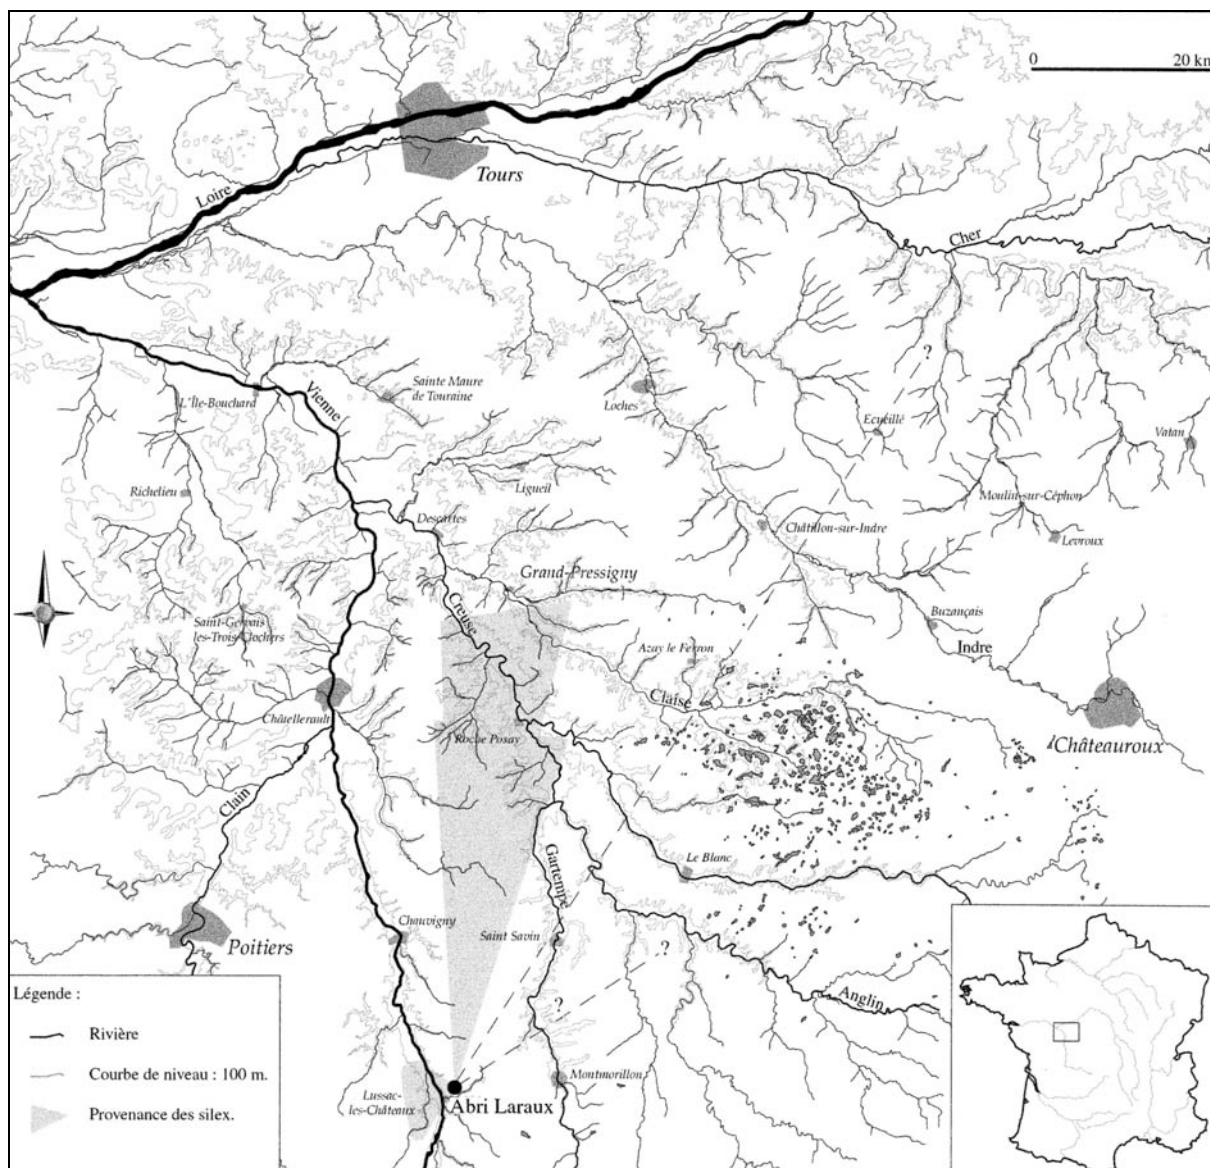 0 20 km
Tours
Loire
Cher
?
Vienne
Sainte Maure
de Touraine
L'Île-Bouchard
Loches
Ecueillé
Vatan
Richelieu
Ligueil
Moulin-sur-Céphon
Descartes
Châtillon-sur-Indre
Levroux
Grand-Pressigny
Creuse
Saint-Gervais
les-Trois-Clochers
Buzançais
Azay le Ferron
Indre
Claise
Châtellerault
Roche Posay
Châteauroux
Clain
Gartempe
Le Blanc
Chauvigny
Saint Savin
?
Poitiers
Anglin
?
Légende :
Rivière
Courbe de niveau : 100 m.
Provenance des silex.
Lussac-
les-Châteaux
Montmorillon
Abri Laraux